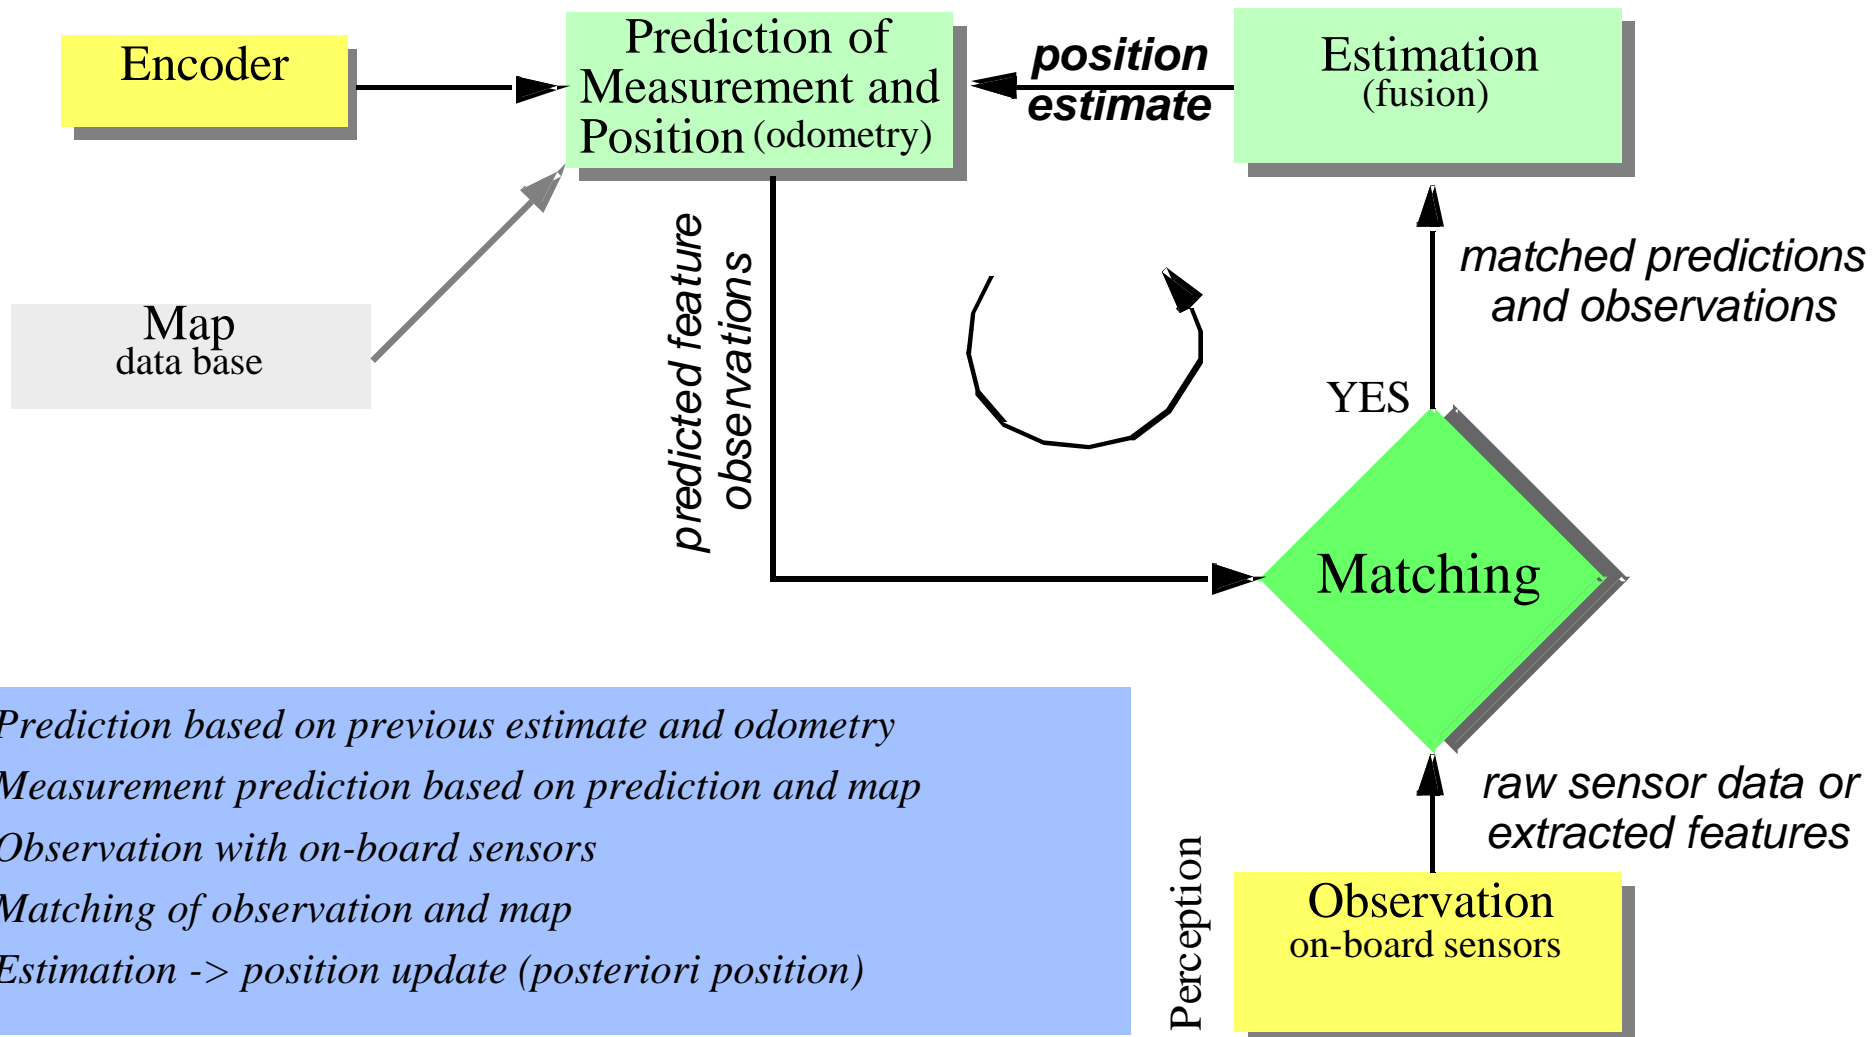 Encoder
Prediction of
Measurement and
Position (odometry)
position
estimate
Estimation
(fusion)
Map
data base
predicted feature
observations
matched predictions
and observations
YES
Matching
raw sensor data or
extracted features
Perception
Observation
on-board sensors
Prediction based on previous estimate and odometry
Measurement prediction based on prediction and map
Observation with on-board sensors
Matching of observation and map
Estimation -> position update (posteriori position)